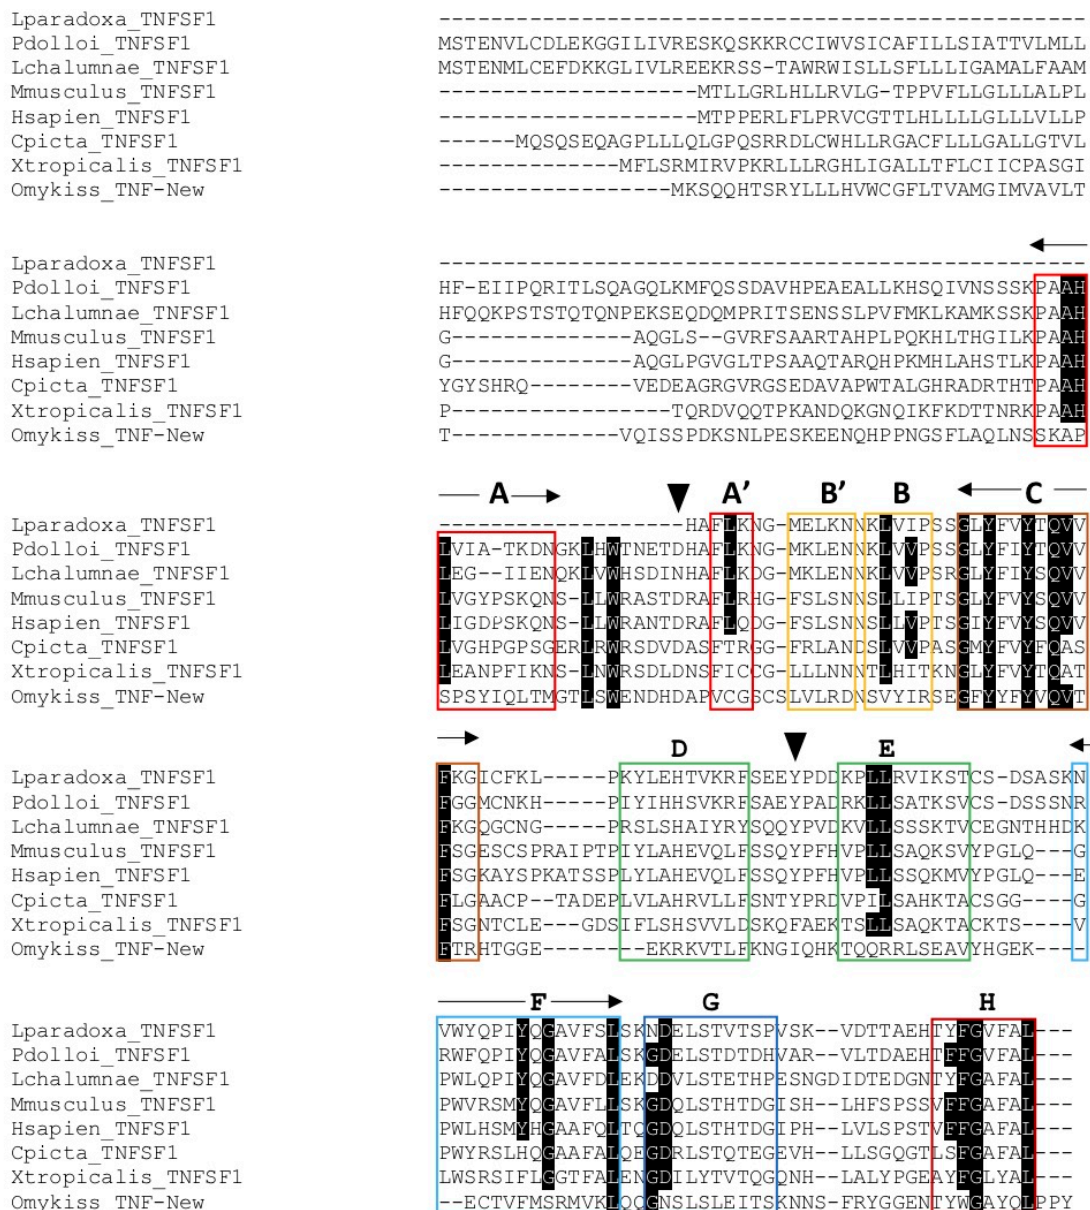 Lparadoxa_TNFSF1 --------------------------------------------------
Pdolloi_TNFSF1 MSTENVLCDLEKGGILIVRESKQSKKRCCIWVSICAFILLSIATTVLMLL
Lchalumnae_TNFSF1 MSTENMLCEFDKKGLIVLREEKRSS-TAWRWISLLSFLLLIGAMALFAAM
Mmusculus_TNFSF1 --------------------MTLLGRLHLLRVLG-TPPVFLLGLLLALPL
Hsapien_TNFSF1 --------------------MTPPERLFLPRVCGTTLHLLLLGLLLVLLP
Cpicta_TNFSF1 ------MQSQSEQAGPLLLQLGPQSRRDLCWHLLRGACFLLLGALLGTVL
Xtropicalis_TNFSF1 --------------MFLSRMIRVPKRLLLRGHLIGALLTFLCIICPASGI
Omykiss_TNF-New ------------------MKSQQHTSRYLLLHVWCGFLTVAMGIMVAVLT
Lparadoxa_TNFSF1 --------------------------------------------------
Pdolloi_TNFSF1 HF-EIIPQRITLSQAGQLKMFQSSDAVHPEAEALLKHSQIVNSSSKPAAH
Lchalumnae_TNFSF1 HFQQKPSTSTQTQNPEKSEQDQMPRITSENSSLPVFMKLKAMKSSKPAAH
Mmusculus_TNFSF1 G--------------AQGLS--GVRFSAARTAHPLPQKHLTHGILKPAAH
Hsapien_TNFSF1 G--------------AQGLPGVGLTPSAAQTARQHPKMHLAHSTLKPAAH
Cpicta_TNFSF1 YGYSHRQ--------VEDEAGRGVRGSEDAVAPWTALGHRADRTHTPAAH
Xtropicalis_TNFSF1 P-----------------TQRDVQQTPKANDQKGNQIKFKDTTNRKPAAH
Omykiss_TNF-New T-------------VQISSPDKSNLPESKEENQHPPNGSFLAQLNSSKAP
A A' B' B C
Lparadoxa_TNFSF1 -------------------HAFLKNG-MELKNNKLVIPSSGLYFVYTQVV
Pdolloi_TNFSF1 LVIA-TKDNGKLHWTNETDHAFLKNG-MKLENNKLVVPSSGLYFIYTQVV
Lchalumnae_TNFSF1 LEG--IIENQKLVWHSDINHAFLKDG-MKLENNKLVVPSRGLYFIYSQVV
Mmusculus_TNFSF1 LVGYPSKQNS-LLWRASTDRAFLRHG-FSLSNNSLLIPTSGLYFVYSQVV
Hsapien_TNFSF1 LIGDPSKQNS-LLWRANTDRAFLQDG-FSLSNNSLLVPTSGIYFVYSQVV
Cpicta_TNFSF1 LVGHPGPSGERLRWRSDVDASFTRGG-FRLANDSLVVPASGMYFVYFQAS
Xtropicalis_TNFSF1 LEANPFIKNS-LNWRSDLDNSFICCG-LLLNNNTLHITKNGLYFVYTQAT
Omykiss_TNF-New SPSYIQLTMGTLSWENDHDAPVCGSCSLVLRDNSVYIRSEGFYYFYVQVT
D E
Lparadoxa_TNFSF1 FKGICFKL-----PKYLEHTVKRFSEEYPDDKPLLRVIKSTCS-DSASKN
Pdolloi_TNFSF1 FGGMCNKH-----PIYIHHSVKRFSAEYPADRKLLSATKSVCS-DSSSNR
Lchalumnae_TNFSF1 FKGQGCNG-----PRSLSHAIYRYSQQYPVDKVLLSSSKTVCEGNTHHDK
Mmusculus_TNFSF1 FSGESCSPRAIPTPIYLAHEVQLFSSQYPFHVPLLSAQKSVYPGLQ---G
Hsapien_TNFSF1 FSGKAYSPKATSSPLYLAHEVQLFSSQYPFHVPLLSSQKMVYPGLQ---E
Cpicta_TNFSF1 FLGAACP--TADEPLVLAHRVLLFSNTYPRDVPILSAHKTACSGG----G
Xtropicalis_TNFSF1 FSGNTCLE---GDSIFLSHSVVLDSKQFAEKTSLLSAQKTACKTS----V
Omykiss_TNF-New FTRHTGGE--------EKRKVTLFKNGIQHKTQQRRLSEAVYHGEK----
F G H
Lparadoxa_TNFSF1 VWYQPIYQGAVFSLSKNDELSTVTSPVSK--VDTTAEHTYFGVFAL---
Pdolloi_TNFSF1 RWFQPIYQGAVFALSKGDELSTDTDHVAR--VLTDAEHTFFGVFAL---
Lchalumnae_TNFSF1 PWLQPIYQGAVFDLEKDDVLSTETHPESNGDIDTEDGNTYFGAFAL---
Mmusculus_TNFSF1 PWVRSMYQGAVFLLSKGDQLSTHTDGISH--LHFSPSSVFFGAFAL---
Hsapien_TNFSF1 PWLHSMYHGAAFQLTQGDQLSTHTDGIPH--LVLSPSTVFFGAFAL---
Cpicta_TNFSF1 PWYRSLHQGAAFALQEGDRLSTQTEGEVH--LLSGQGTLSFGAFAL---
Xtropicalis_TNFSF1 LWSRSIFLGGTFALENGDILYTVTQGQNH--LALYPGEAYFGLYAL---
Omykiss_TNF-New --ECTVFMSRMVKLQQGNSLSLEITSKNNS-FRYGGENTYWGAYQLPPY